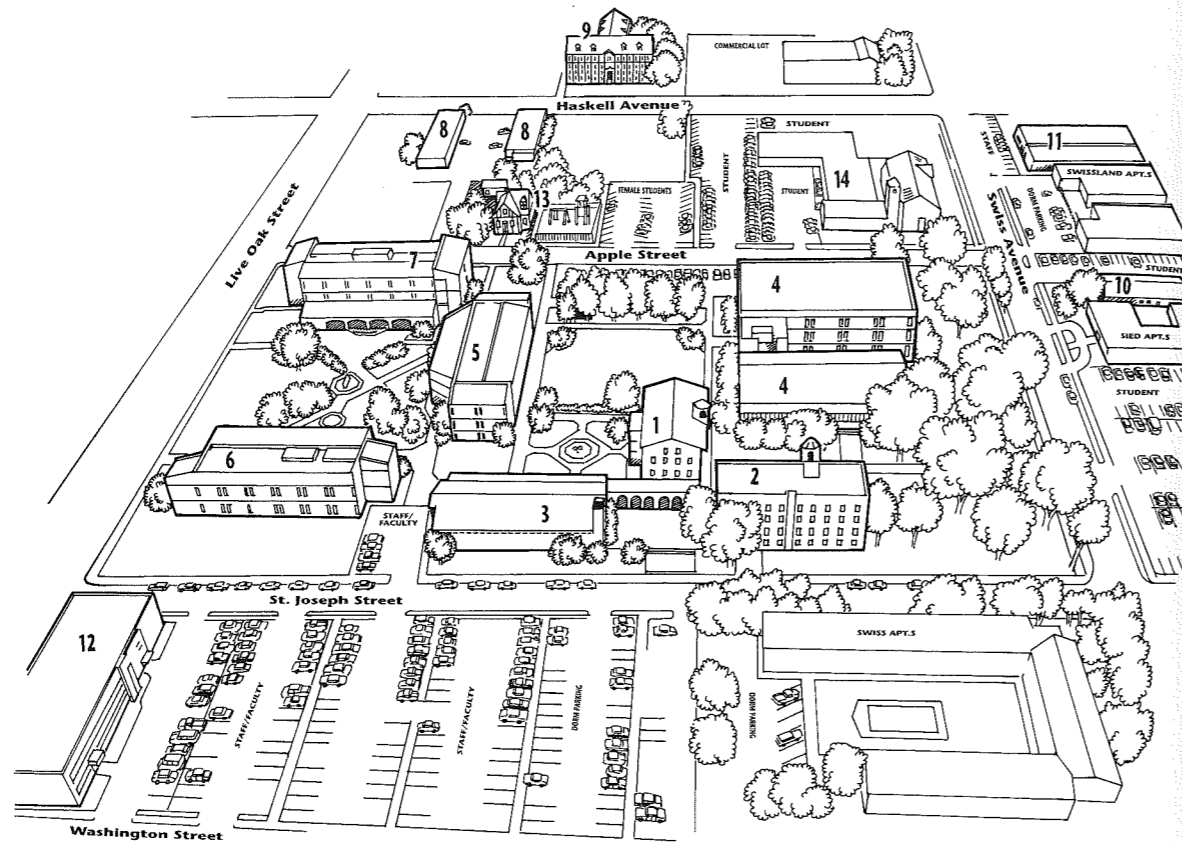 9
COMMERCIAL LOT
Haskell Avenue
8
8
STUDENT
STAFF
11
SWISSLAND APT.S
DORM PARKING
STUDENT
STUDENT
14
FEMALE STUDENTS
13
Live Oak Street
Swiss Avenue
Apple Street
7
STUDENT
10
SIED APT.S
STUDENT
4
4
5
1
6
2
3
STAFF/
FACULTY
St. Joseph Street
12
SWISS APT.S
STAFF/FACULTY
STAFF/FACULTY
DORM PARKING
DORM PARKING
Washington Street